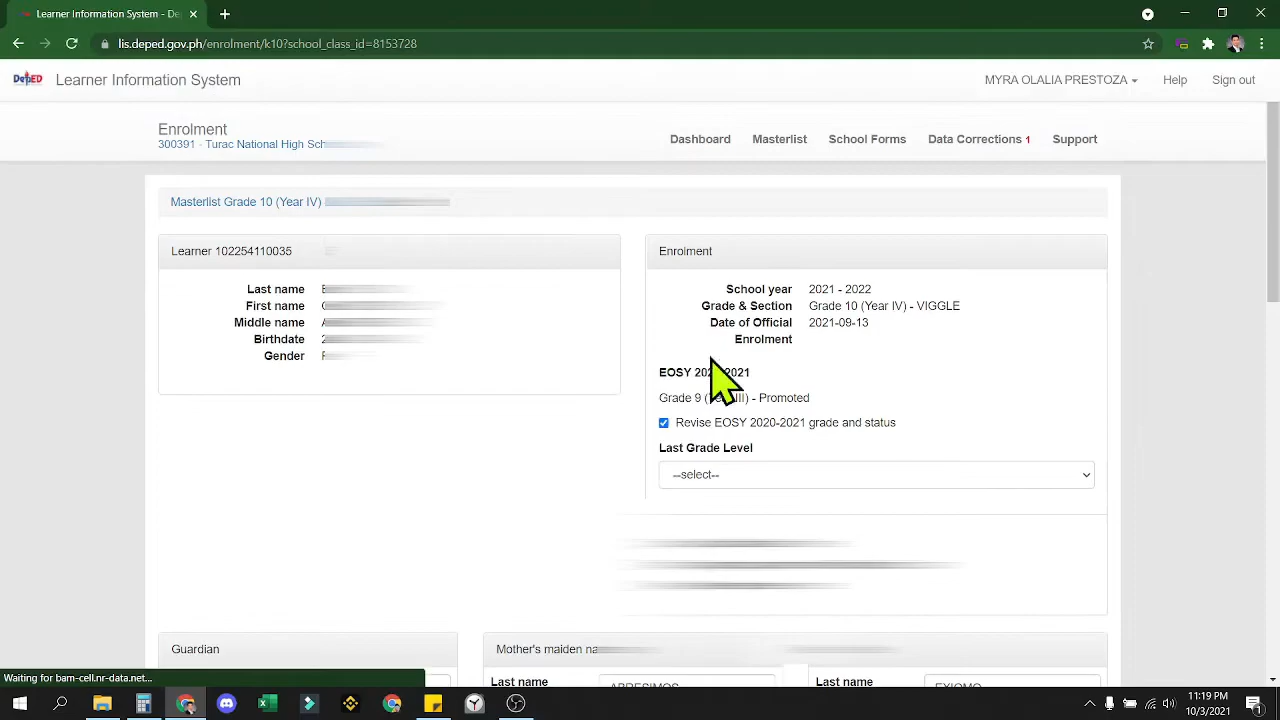 Learner Information System - De
lis.deped.gov.ph/enrolment/k10?school_class_id=8153728
DepED
Learner Information System
MYRA OLALIA PRESTOZA
Help
Sign out
Enrolment
300391 - Turac National High Sch
Dashboard
Masterlist
School Forms
Data Corrections 1
Support
Masterlist Grade 10 (Year IV)
Learner 102254110035
Last name
First name
Middle name
Birthdate
Gender
Enrolment
School year 2021 - 2022
Grade & Section Grade 10 (Year IV) - VIGGLE
Date of Official 2021-09-13
Enrolment
EOSY 2020-2021
Grade 9 (Year III) - Promoted
Revise EOSY 2020-2021 grade and status
Last Grade Level
--select--
Guardian
Mother's maiden na
Last name
Last name
Waiting for bam-cell.nr-data.net...
11:19 PM
10/3/2021